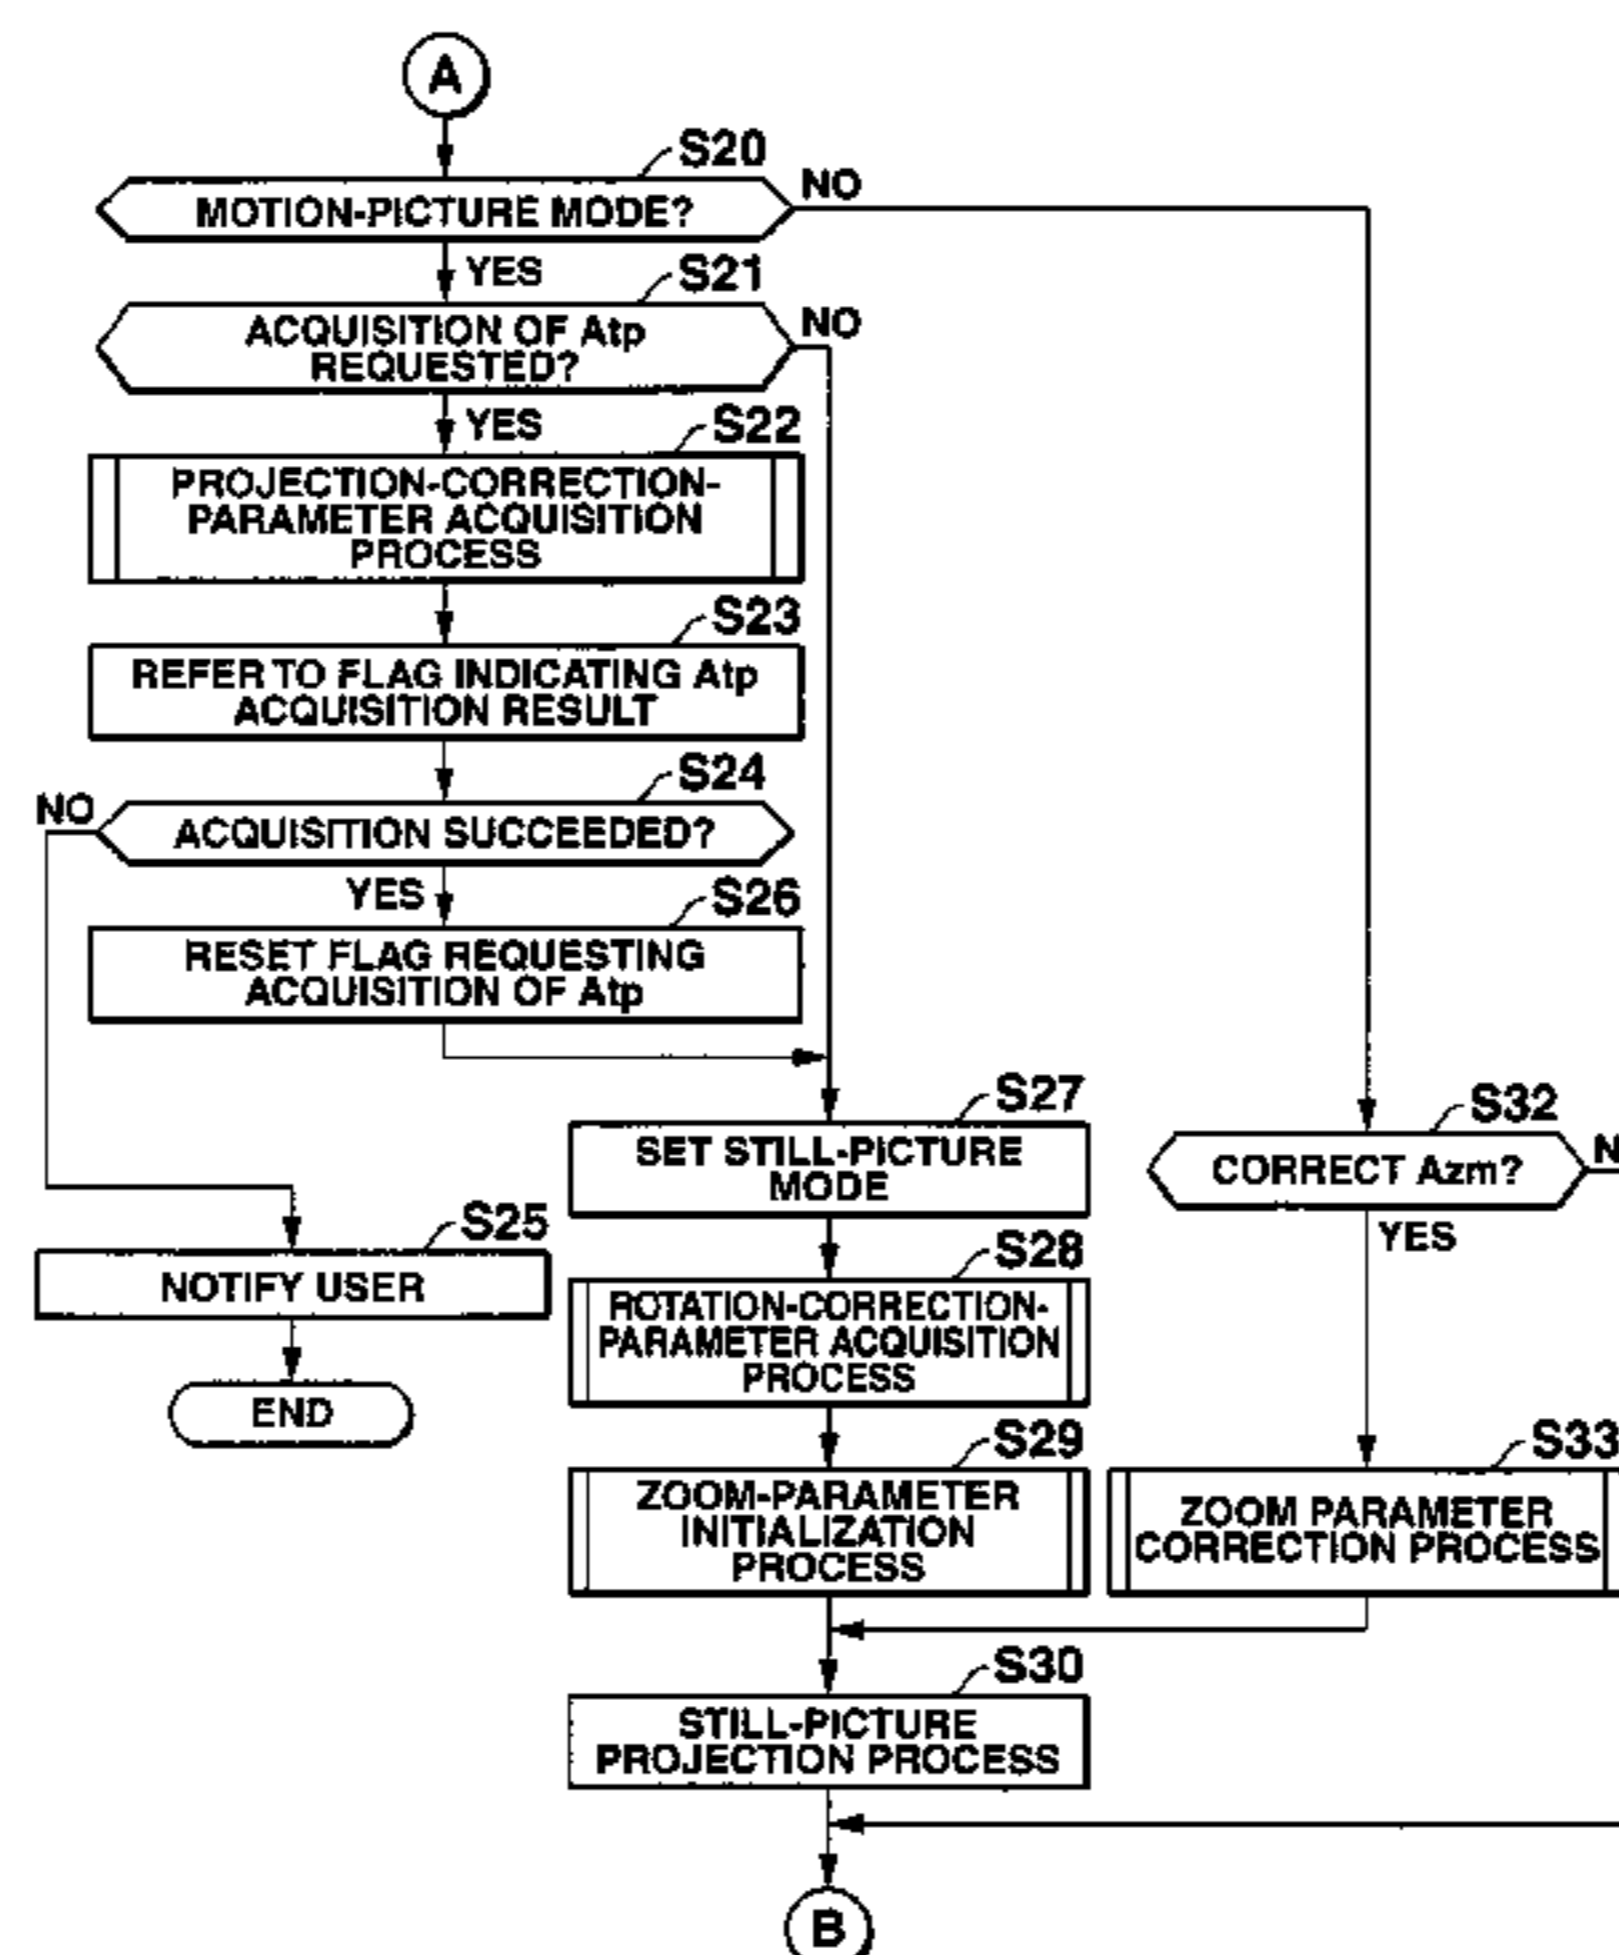 A
S20
MOTION-PICTURE MODE?
NO
YES
S21
ACQUISITION OF Atp
REQUESTED?
NO
YES
S22
PROJECTION-CORRECTION-
PARAMETER ACQUISITION
PROCESS
S23
REFER TO FLAG INDICATING Atp
ACQUISITION RESULT
S24
NO
ACQUISITION SUCCEEDED?
YES
S26
RESET FLAG REQUESTING
ACQUISITION OF Atp
S25
NOTIFY USER
END
S27
SET STILL-PICTURE
MODE
S28
ROTATION-CORRECTION-
PARAMETER ACQUISITION
PROCESS
S29
ZOOM-PARAMETER
INITIALIZATION
PROCESS
S32
CORRECT Azm?
N
YES
S33
ZOOM PARAMETER
CORRECTION PROCESS
S30
STILL-PICTURE
PROJECTION PROCESS
B